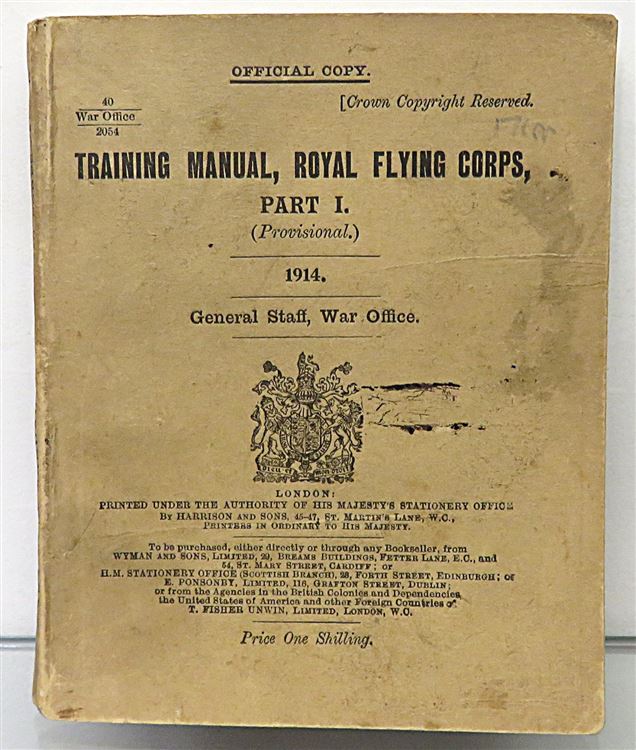 OFFICIAL COPY.
40
War Office
2054
[Crown Copyright Reserved.
TRAINING MANUAL, ROYAL FLYING CORPS,
PART I.
(Provisional.)
1914.
General Staff, War Office.
DIEU ET MON DROIT
LONDON:
PRINTED UNDER THE AUTHORITY OF HIS MAJESTY'S STATIONERY OFFICE
BY HARRISON AND SONS, 45-47, ST. MARTIN'S LANE, W.C.,
PRINTERS IN ORDINARY TO HIS MAJESTY.
To be purchased, either directly or through any Bookseller, from
WYMAN AND SONS, LIMITED, 29, BREAMS BUILDINGS, FETTER LANE, E.C., and
54, ST. MARY STREET, CARDIFF; or
H.M. STATIONERY OFFICE (SCOTTISH BRANCH), 23, FORTH STREET, EDINBURGH; or
E. PONSONBY, LIMITED, 116, GRAFTON STREET, DUBLIN;
or from the Agencies in the British Colonies and Dependencies,
the United States of America and other Foreign Countries of
T. FISHER UNWIN, LIMITED, LONDON, W.C.
Price One Shilling.